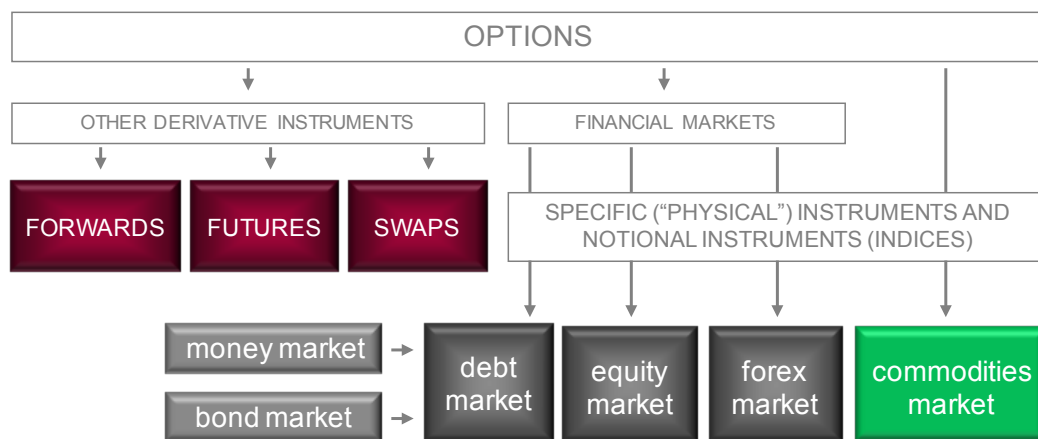 OPTIONS
OTHER DERIVATIVE INSTRUMENTS
FINANCIAL MARKETS
FORWARDS
FUTURES
SWAPS
SPECIFIC (“PHYSICAL”) INSTRUMENTS AND
NOTIONAL INSTRUMENTS (INDICES)
money market
bond market
debt
market
equity
market
forex
market
commodities
market